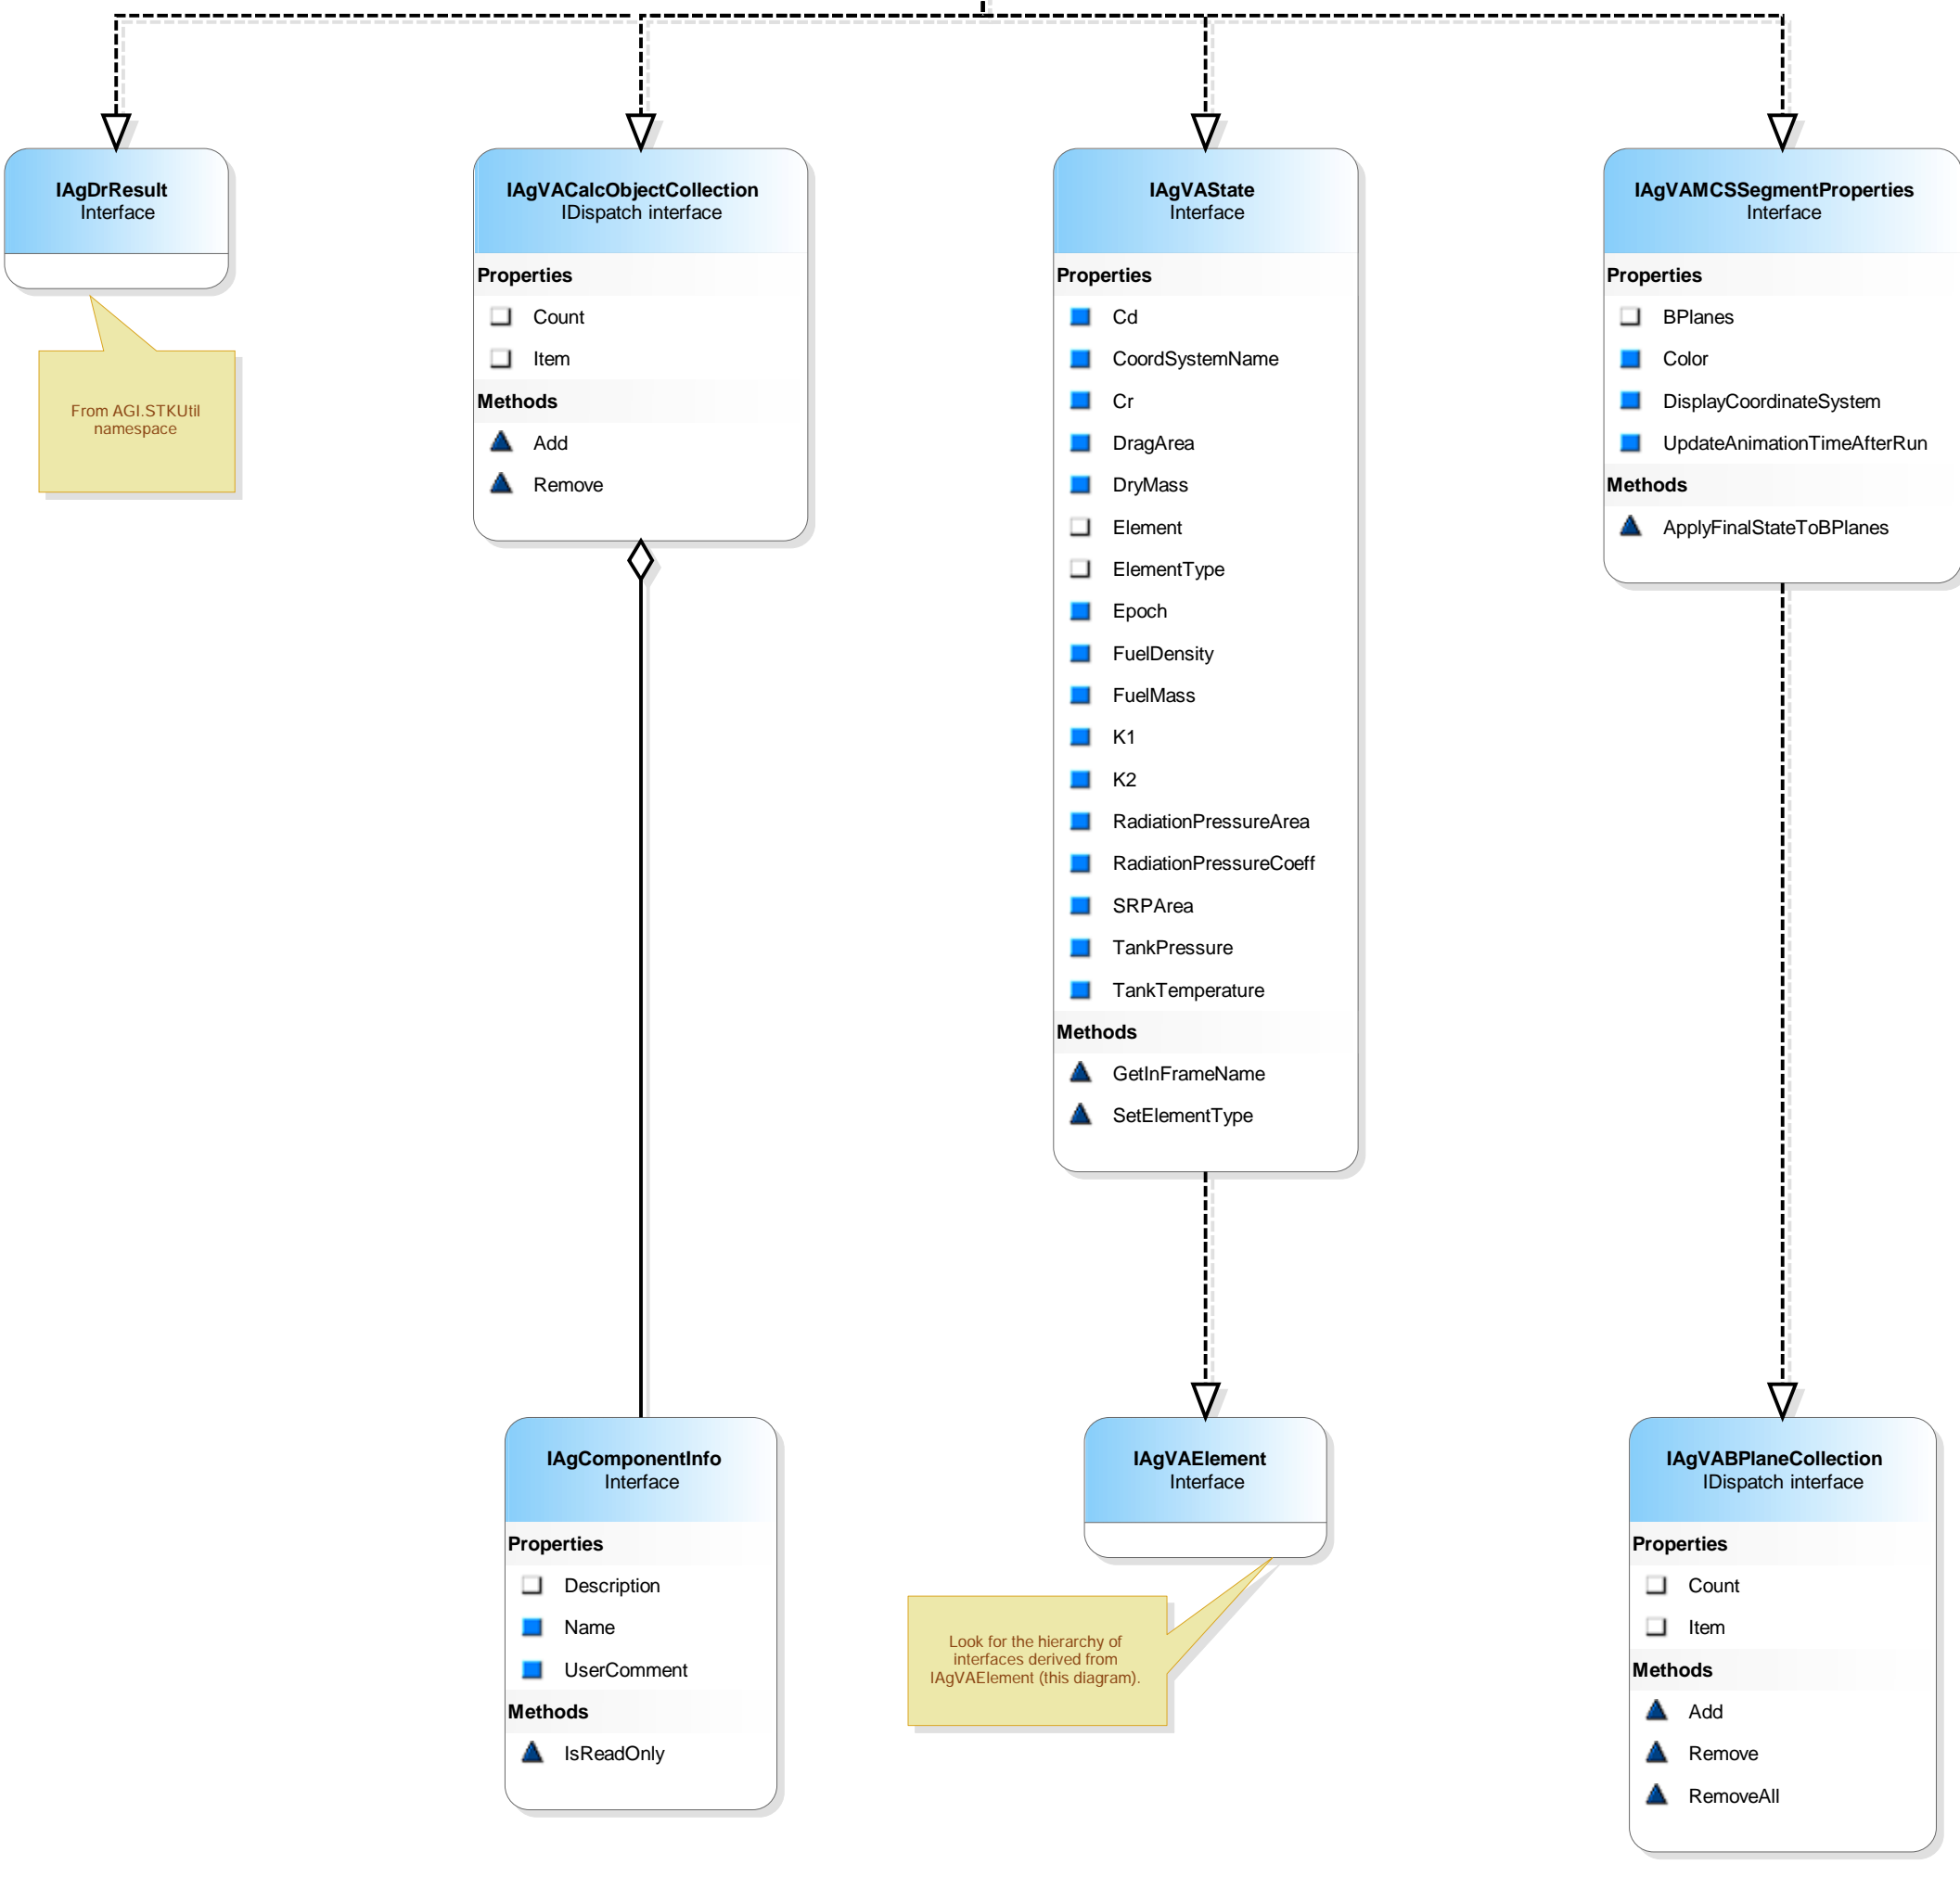 IAgDrResult
Interface
From AGI.STKUtil
namespace
IAgVACalcObjectCollection
IDispatch interface
Properties
Count
Item
Methods
Add
Remove
IAgVAState
Interface
Properties
Cd
CoordSystemName
Cr
DragArea
DryMass
Element
ElementType
Epoch
FuelDensity
FuelMass
K1
K2
RadiationPressureArea
RadiationPressureCoeff
SRPArea
TankPressure
TankTemperature
Methods
GetInFrameName
SetElementType
IAgVAMCSSegmentProperties
Interface
Properties
BPlanes
Color
DisplayCoordinateSystem
UpdateAnimationTimeAfterRun
Methods
ApplyFinalStateToBPlanes
IAgComponentInfo
Interface
Properties
Description
Name
UserComment
Methods
IsReadOnly
IAgVAElement
Interface
Look for the hierarchy of
interfaces derived from
IAgVAElement (this diagram).
IAgVABPlaneCollection
IDispatch interface
Properties
Count
Item
Methods
Add
Remove
RemoveAll